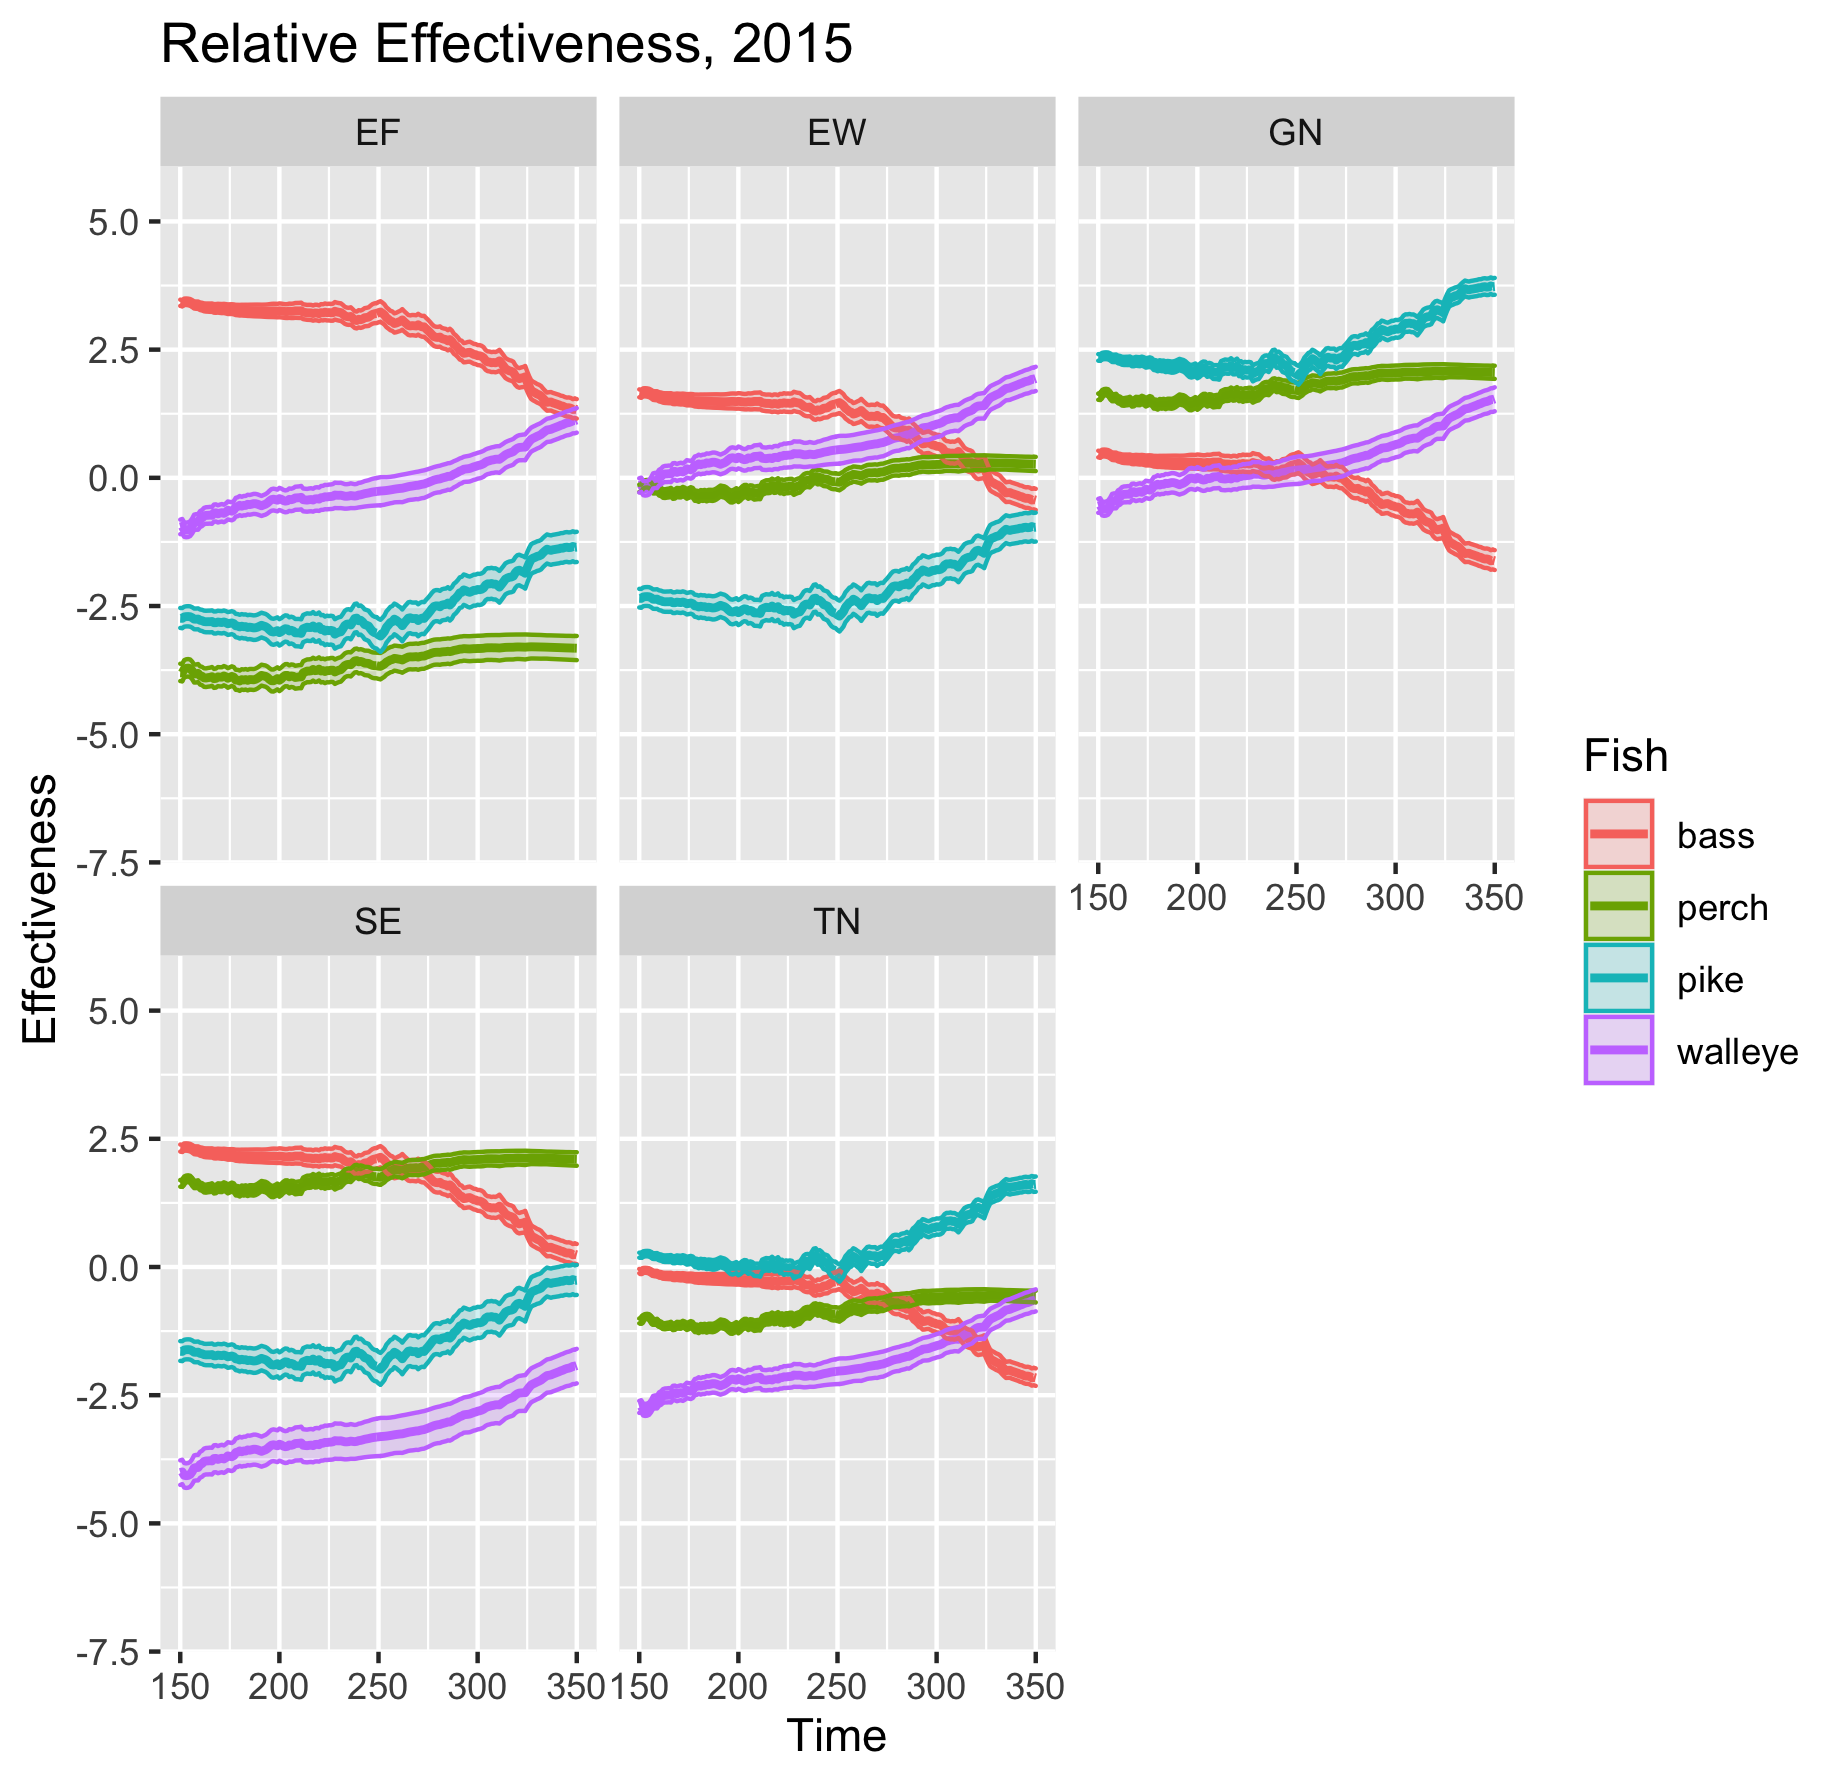 Relative Effectiveness, 2015
EF EW GN
5.0
2.5
0.0
-2.5
-5.0
-7.5
150 200 250 300 350
SE TN
5.0
2.5
0.0
-2.5
-5.0
-7.5
150 200 250 300 350 150 200 250 300 350
Time
Effectiveness
Fish
bass
perch
pike
walleye